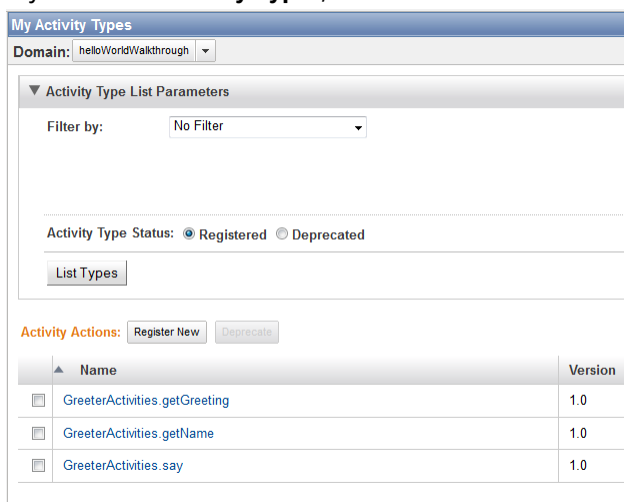 My Activity Types
Domain: helloWorldWalkthrough
Activity Type List Parameters
Filter by: No Filter
Activity Type Status: Registered Deprecated
List Types
Activity Actions: Register New Deprecate
Name Version
GreeterActivities.getGreeting 1.0
GreeterActivities.getName 1.0
GreeterActivities.say 1.0